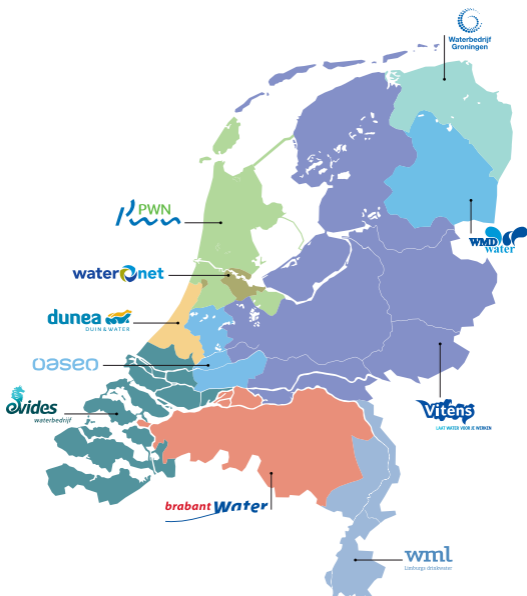 Waterbedrijf
Groningen
PWN
WMD
water
waternet
dunea
DUIN & WATER
oasen
evides
waterbedrijf
Vitens
LAAT WATER VOOR JE WERKEN
brabant Water
wml
Limburgs drinkwater